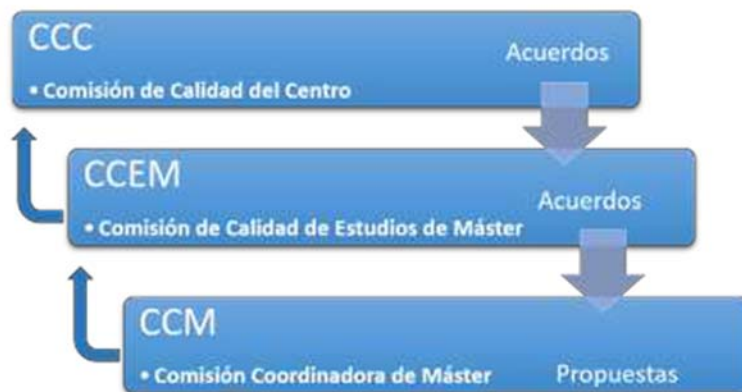 CCC
Acuerdos
• Comisión de Calidad del Centro
CCEM
Acuerdos
• Comisión de Calidad de Estudios de Máster
CCM
• Comisión Coordinadora de Máster
Propuestas